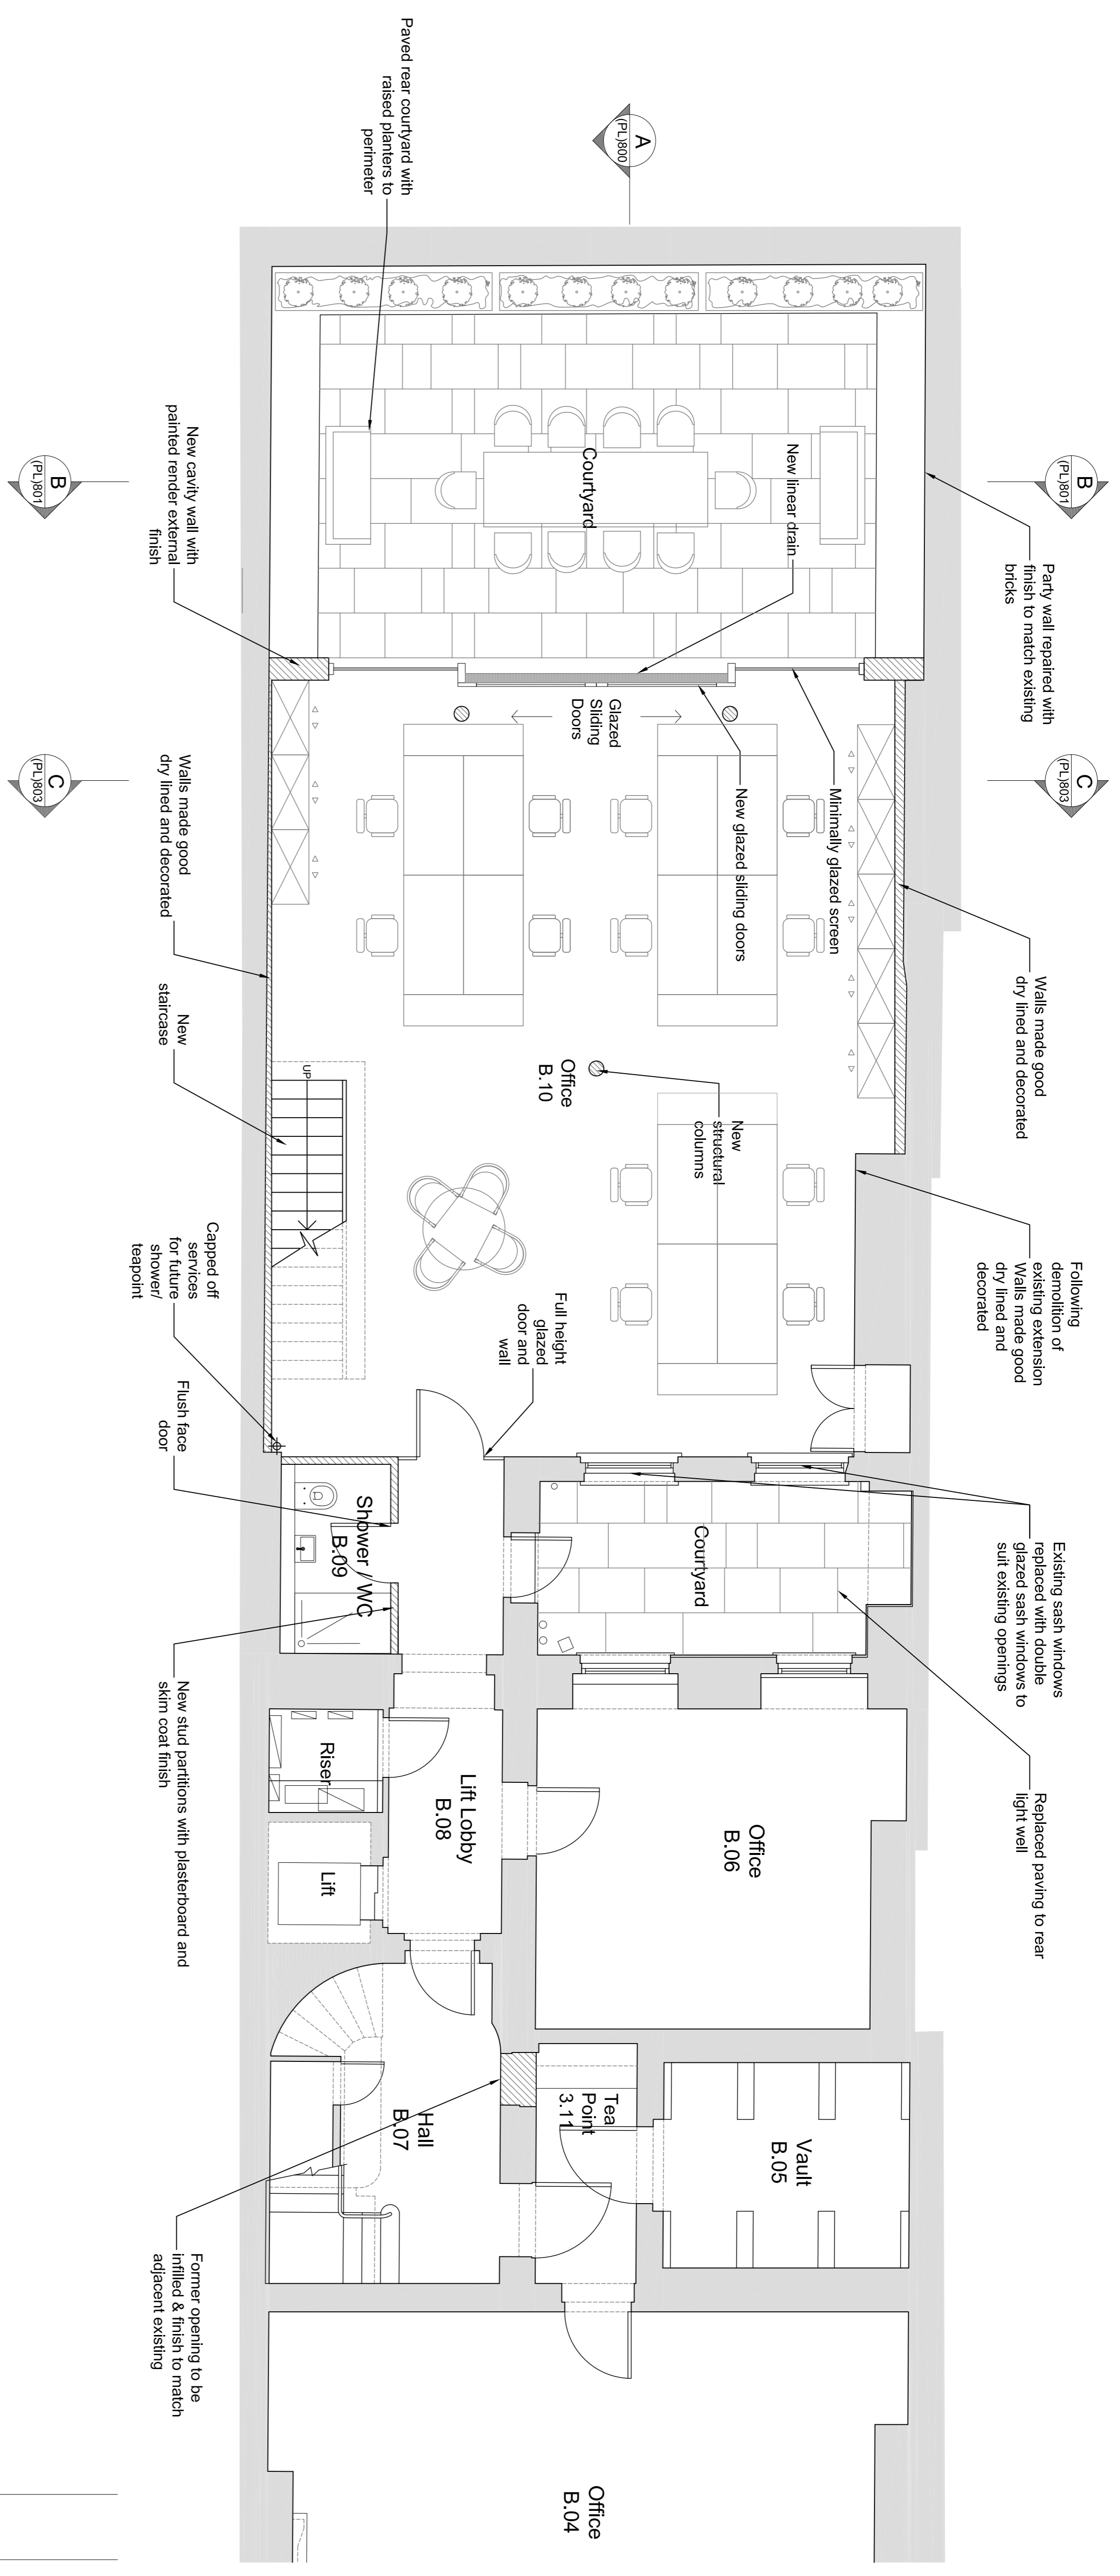 A
(PL)800
B
(PL)801
B
(PL)801
C
(PL)803
C
(PL)803
Paved rear courtyard with
raised planters to
perimeter
Party wall repaired with
finish to match existing
bricks
New cavity wall with
painted render external
finish
Courtyard
New linear drain
Glazed
Sliding
Doors
New glazed sliding doors
Minimally glazed screen
Walls made good
dry lined and decorated
Walls made good
dry lined and decorated
New
staircase
UP
Office
B.10
New
structural
columns
Following
demolition of
existing extension
Walls made good
dry lined and
decorated
Capped off
services
for future
shower/
teapoint
Full height
glazed
door and
wall
Flush face
door
Existing sash windows
replaced with double
glazed sash windows to
suit existing openings
Shower / WC
B.09
Courtyard
Replaced paving to rear
light well
New stud partitions with plasterboard and
skim coat finish
Riser
Lift Lobby
B.08
Lift
Office
B.06
Hall
B.07
Tea
Point
3.11
Vault
B.05
Former opening to be
infilled & finish to match
adjacent existing
Office
B.04